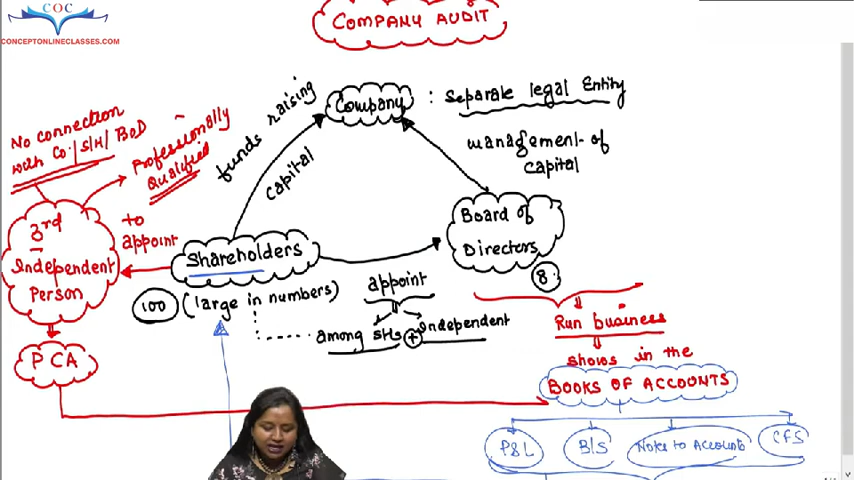 COC
CONCEPTONLINECLASSES.COM
COMPANY AUDIT
Company : Separate legal Entity
funds raising
capital
management of
capital
No connection
with Co./S/H/ BoD
Professionally
Qualified
3rd
Independent
Person
to
appoint
Shareholders
100 (large in numbers)
Board of
Directors
8
appoint
among SHs + independent
Run business
shows in the
BOOKS OF ACCOUNTS
PCA
P&L
B/S
Notes to Accounts
CFS